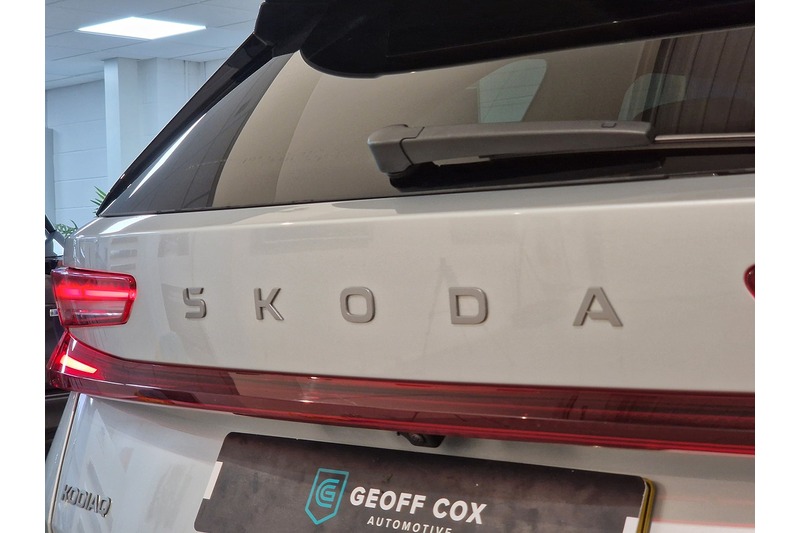 SKODA
KODIAQ
GEOFF COX
AUTOMOTIVE